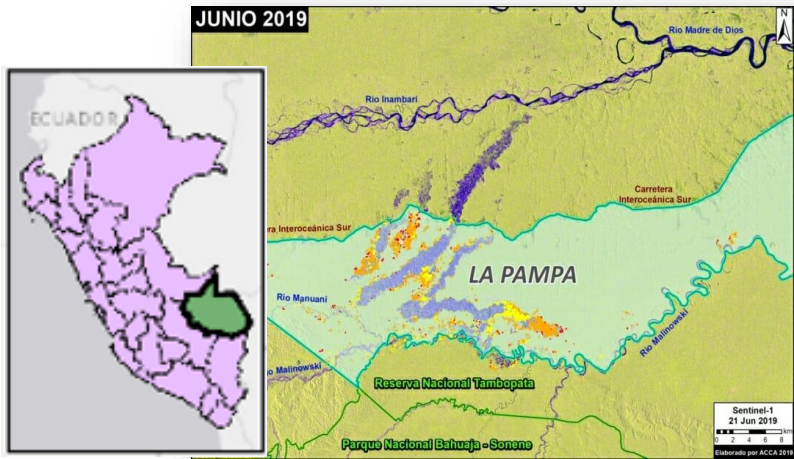 JUNIO 2019
N
Rio Madre de Dios
ECUADOR
Rio Inambari
Carretera
Interoceánica Sur
ra Interoceánica Sur
LA PAMPA
Rio Manuani
Rio Malinowski
io Malinowski
Reserva Nacional Tambopata
Parque Nacional Bahuaja - Sonene
Sentinel-1
21 Jun 2019
km
0 2 4 6 8
Elaborado por ACCA 2019